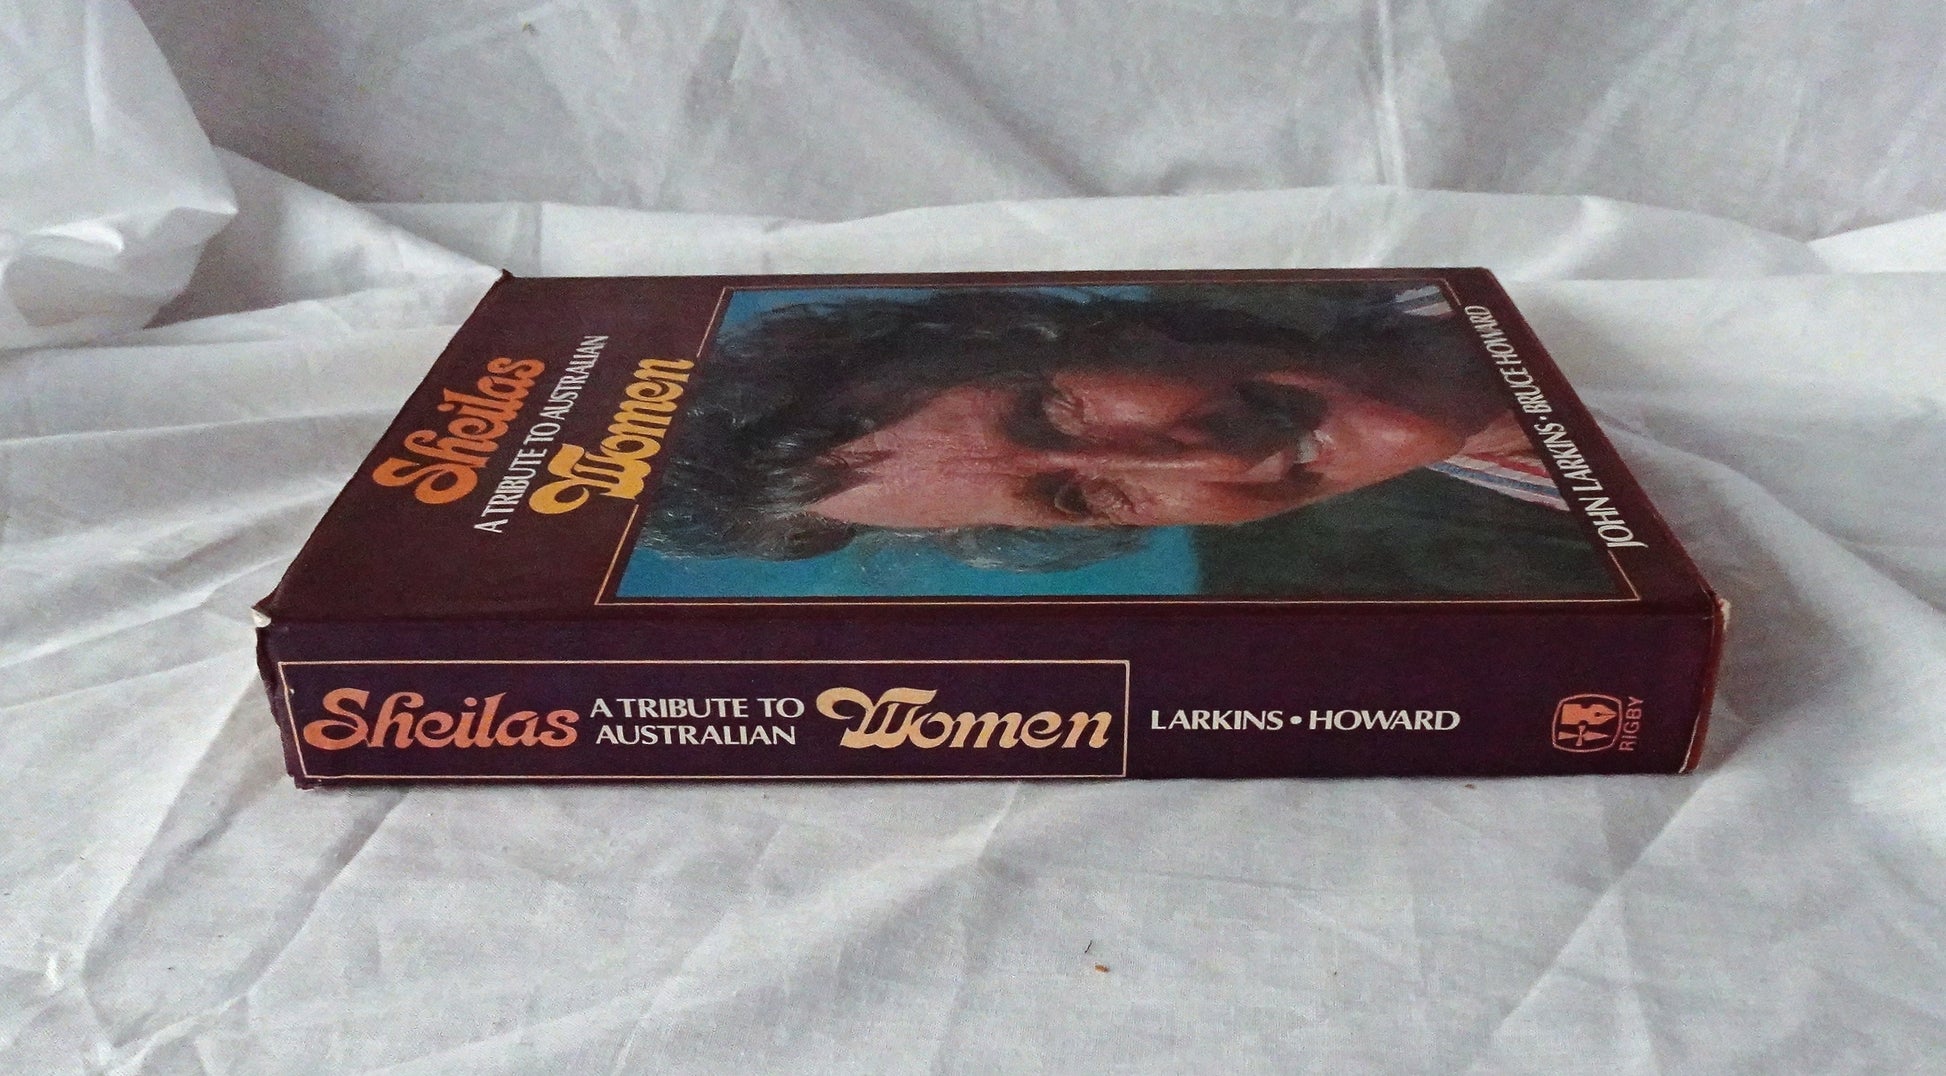 Sheilas
A TRIBUTE TO AUSTRALIAN
Women
JOHN LARKINS • BRUCE HOWARD
Sheilas
A TRIBUTE TO
AUSTRALIAN
Women
LARKINS • HOWARD
RIGBY